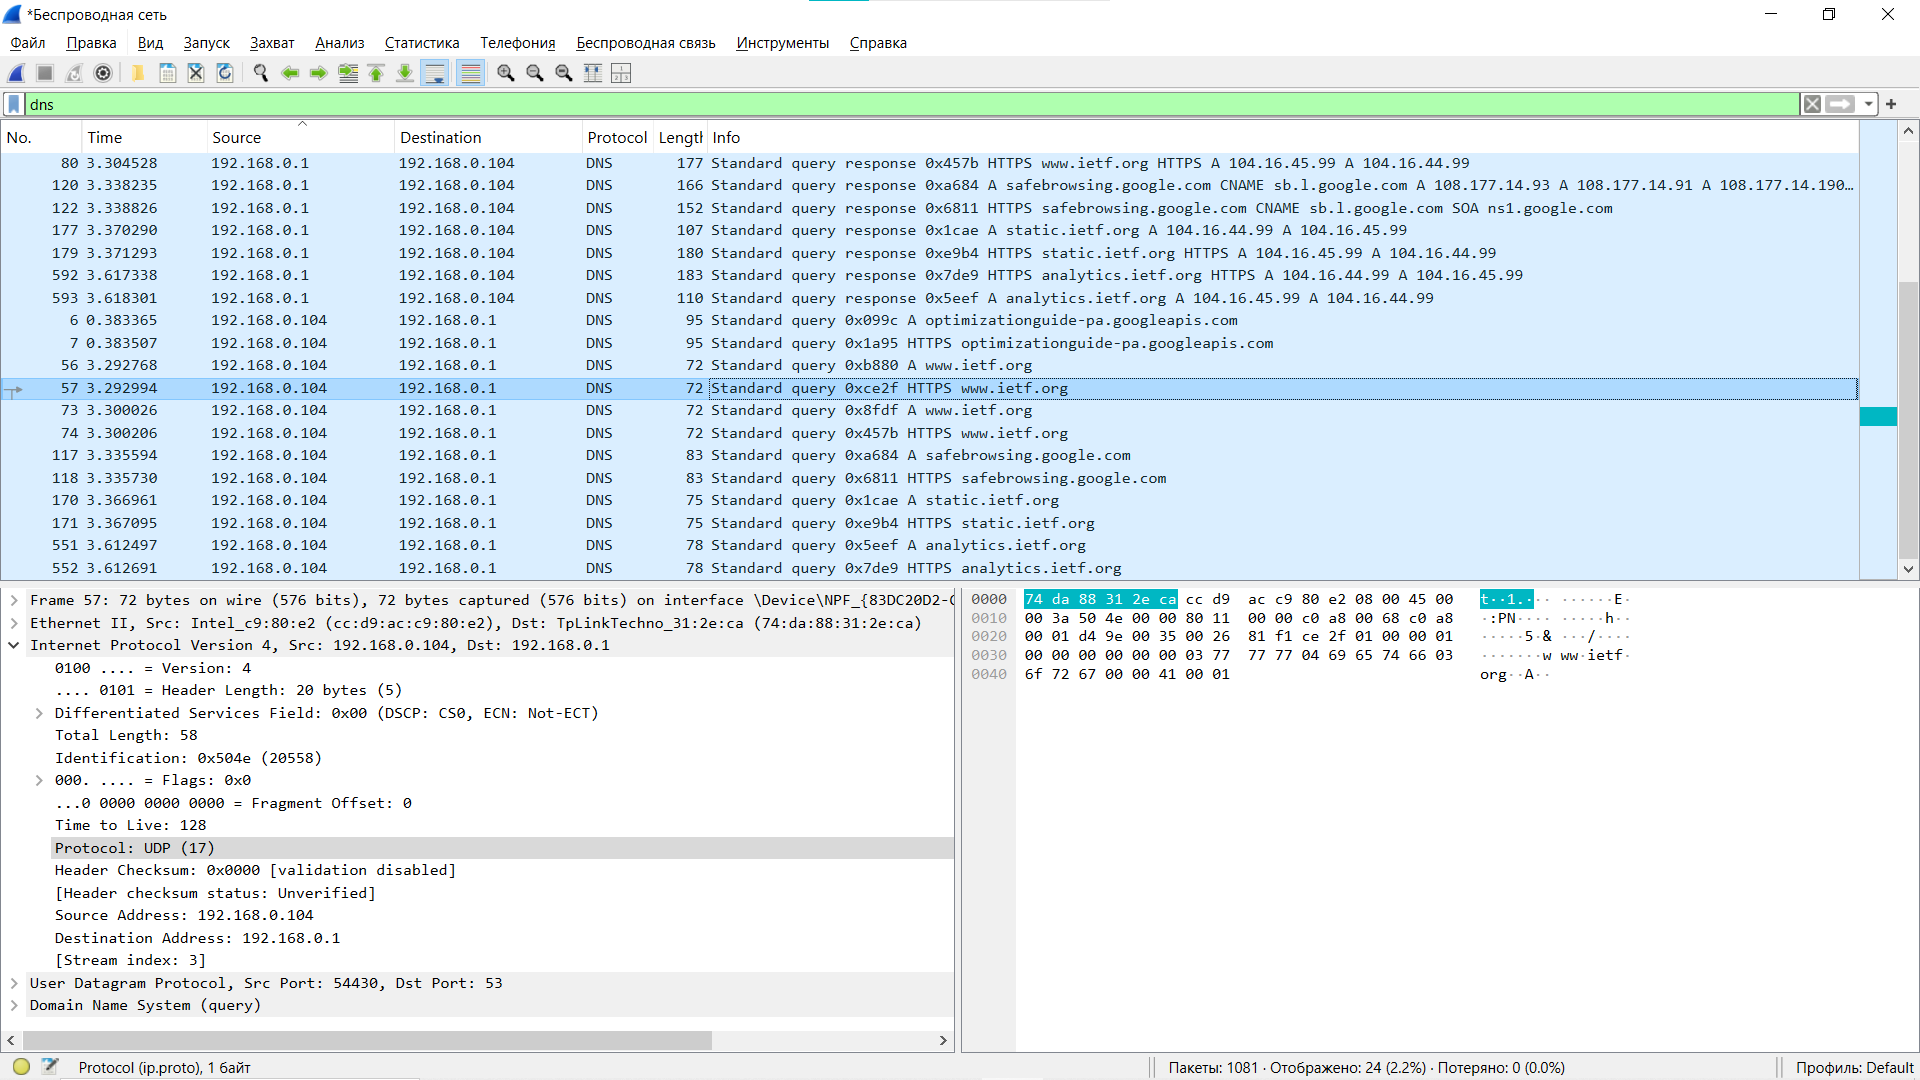 *Беспроводная сеть
Файл Правка Вид Запуск Захват Анализ Статистика Телефония Беспроводная связь Инструменты Справка
dns
No. Time Source Destination Protocol Length Info
80 3.304528 192.168.0.1 192.168.0.104 DNS 177 Standard query response 0x457b HTTPS www.ietf.org HTTPS A 104.16.45.99 A 104.16.44.99
120 3.338235 192.168.0.1 192.168.0.104 DNS 166 Standard query response 0xa684 A safebrowsing.google.com CNAME sb.l.google.com A 108.177.14.93 A 108.177.14.91 A 108.177.14.190…
122 3.338826 192.168.0.1 192.168.0.104 DNS 152 Standard query response 0x6811 HTTPS safebrowsing.google.com CNAME sb.l.google.com SOA ns1.google.com
177 3.370290 192.168.0.1 192.168.0.104 DNS 107 Standard query response 0x1cae A static.ietf.org A 104.16.44.99 A 104.16.45.99
179 3.371293 192.168.0.1 192.168.0.104 DNS 180 Standard query response 0xe9b4 HTTPS static.ietf.org HTTPS A 104.16.45.99 A 104.16.44.99
592 3.617338 192.168.0.1 192.168.0.104 DNS 183 Standard query response 0x7de9 HTTPS analytics.ietf.org HTTPS A 104.16.44.99 A 104.16.45.99
593 3.618301 192.168.0.1 192.168.0.104 DNS 110 Standard query response 0x5eef A analytics.ietf.org A 104.16.45.99 A 104.16.44.99
6 0.383365 192.168.0.104 192.168.0.1 DNS 95 Standard query 0x099c A optimizationguide-pa.googleapis.com
7 0.383507 192.168.0.104 192.168.0.1 DNS 95 Standard query 0x1a95 HTTPS optimizationguide-pa.googleapis.com
56 3.292768 192.168.0.104 192.168.0.1 DNS 72 Standard query 0xb880 A www.ietf.org
57 3.292994 192.168.0.104 192.168.0.1 DNS 72 Standard query 0xce2f HTTPS www.ietf.org
73 3.300026 192.168.0.104 192.168.0.1 DNS 72 Standard query 0x8fdf A www.ietf.org
74 3.300206 192.168.0.104 192.168.0.1 DNS 72 Standard query 0x457b HTTPS www.ietf.org
117 3.335594 192.168.0.104 192.168.0.1 DNS 83 Standard query 0xa684 A safebrowsing.google.com
118 3.335730 192.168.0.104 192.168.0.1 DNS 83 Standard query 0x6811 HTTPS safebrowsing.google.com
170 3.366961 192.168.0.104 192.168.0.1 DNS 75 Standard query 0x1cae A static.ietf.org
171 3.367095 192.168.0.104 192.168.0.1 DNS 75 Standard query 0xe9b4 HTTPS static.ietf.org
551 3.612497 192.168.0.104 192.168.0.1 DNS 78 Standard query 0x5eef A analytics.ietf.org
552 3.612691 192.168.0.104 192.168.0.1 DNS 78 Standard query 0x7de9 HTTPS analytics.ietf.org
Frame 57: 72 bytes on wire (576 bits), 72 bytes captured (576 bits) on interface \Device\NPF_{83DC20D2-
Ethernet II, Src: Intel_c9:80:e2 (cc:d9:ac:c9:80:e2), Dst: TpLinkTechno_31:2e:ca (74:da:88:31:2e:ca)
Internet Protocol Version 4, Src: 192.168.0.104, Dst: 192.168.0.1
0100 .... = Version: 4
.... 0101 = Header Length: 20 bytes (5)
Differentiated Services Field: 0x00 (DSCP: CS0, ECN: Not-ECT)
Total Length: 58
Identification: 0x504e (20558)
000. .... = Flags: 0x0
...0 0000 0000 0000 = Fragment Offset: 0
Time to Live: 128
Protocol: UDP (17)
Header Checksum: 0x0000 [validation disabled]
[Header checksum status: Unverified]
Source Address: 192.168.0.104
Destination Address: 192.168.0.1
[Stream index: 3]
User Datagram Protocol, Src Port: 54430, Dst Port: 53
Domain Name System (query)
0000 74 da 88 31 2e ca cc d9 ac c9 80 e2 08 00 45 00 t··1.··· ······E·
0010 00 3a 50 4e 00 00 80 11 00 00 c0 a8 00 68 c0 a8 ·:PN···· ·····h··
0020 00 01 d4 9e 00 35 00 26 81 f1 ce 2f 01 00 00 01 ·····5·& ···/····
0030 00 00 00 00 00 00 03 77 77 77 04 69 65 74 66 03 ·······w ww·ietf·
0040 6f 72 67 00 00 41 00 01 org··A··
Protocol (ip.proto), 1 байт
Пакеты: 1081 · Отображено: 24 (2.2%) · Потеряно: 0 (0.0%)
Профиль: Default